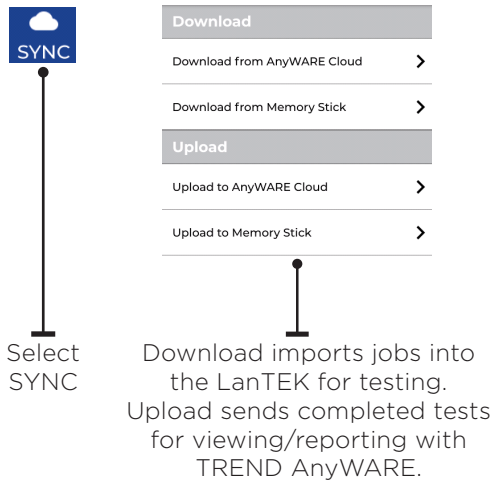 SYNC
Download
Download from AnyWARE Cloud
Download from Memory Stick
Upload
Upload to AnyWARE Cloud
Upload to Memory Stick
Select
SYNC
Download imports jobs into
the LanTEK for testing.
Upload sends completed tests
for viewing/reporting with
TREND AnyWARE.